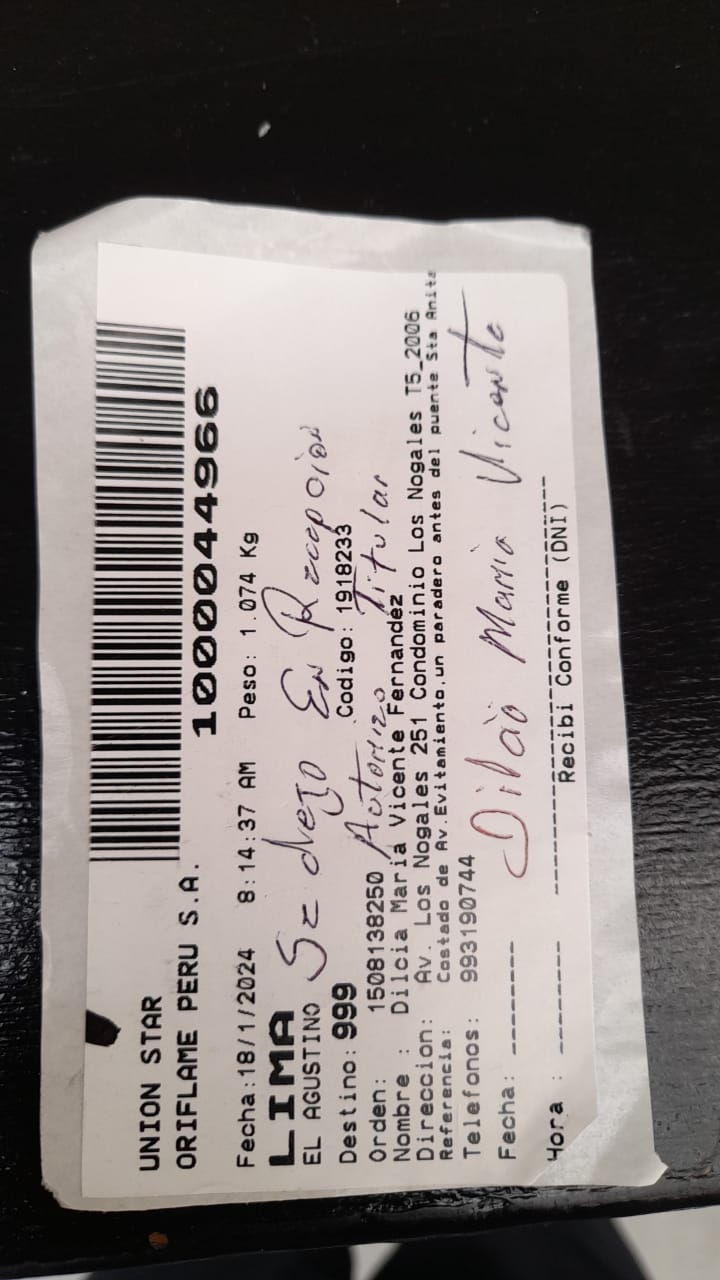 UNION STAR
ORIFLAME PERU S.A.
1000044966
Fecha:18/1/2024 8:14:37 AM Peso: 1.074 Kg
LIMA
EL AGUSTINO
Se dejo En Recepcion
Destino: 999 Codigo: 1918233
Autorizo Titular
Orden: 1508138250
Nombre : Dilcia Maria Vicente Fernandez
Direccion: Av. Los Nogales 251 Condominio Los Nogales T5_2006
Referencia: Costado de Av.Evitamiento.un paradero antes del puente Sta Anita
Telefonos: 993190744
Dilcia Maria Vicente
Fecha: --------
Hora : -------- Recibi Conforme (DNI)